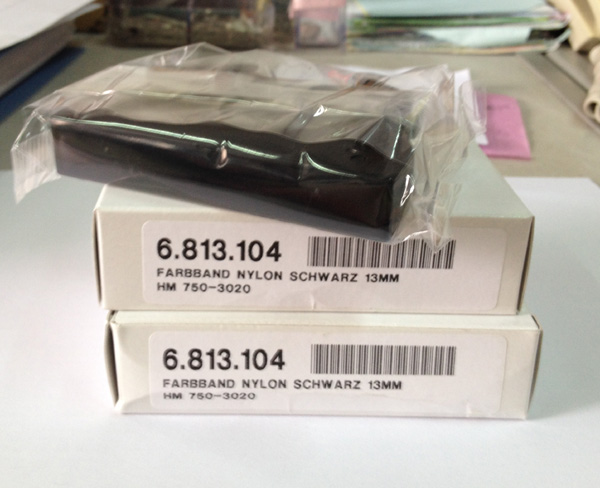 6.813.104
FARBBAND NYLON SCHWARZ 13MM
HM 750-3020
6.813.104
FARBBAND NYLON SCHWARZ 13MM
HM 750-3020